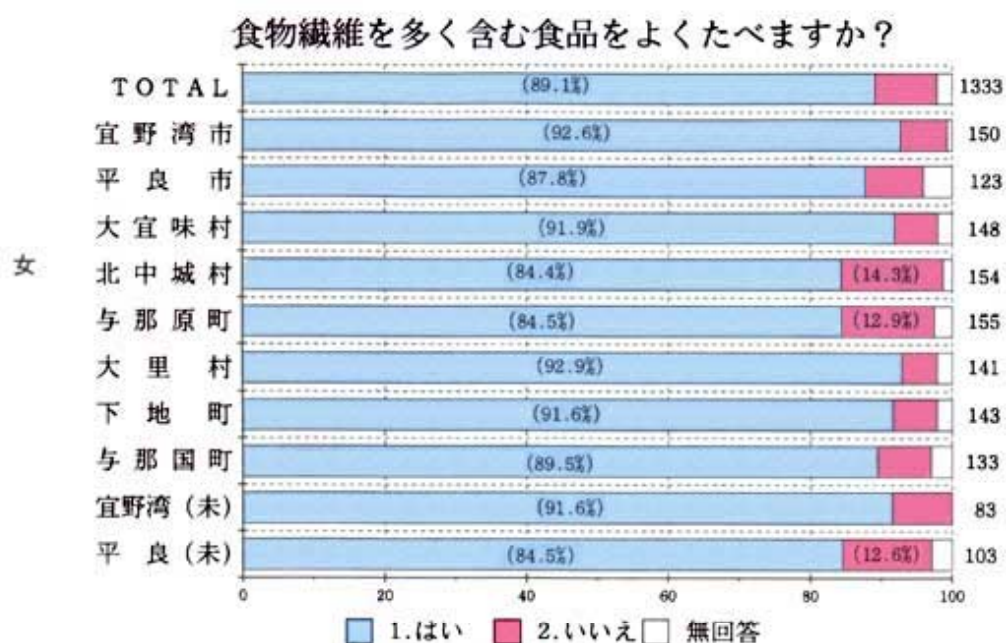 食物繊維を多く含む食品をよくたべますか？
TOTAL (89.1%) 1333
宜野湾市 (92.6%) 150
平良市 (87.8%) 123
大宜味村 (91.9%) 148
女
北中城村 (84.4%) (14.3%) 154
与那原町 (84.5%) (12.9%) 155
大里村 (92.9%) 141
下地町 (91.6%) 143
与那国町 (89.5%) 133
宜野湾（未） (91.6%) 83
平良（未） (84.5%) (12.6%) 103
0 20 40 60 80 100
1.はい 2.いいえ 無回答